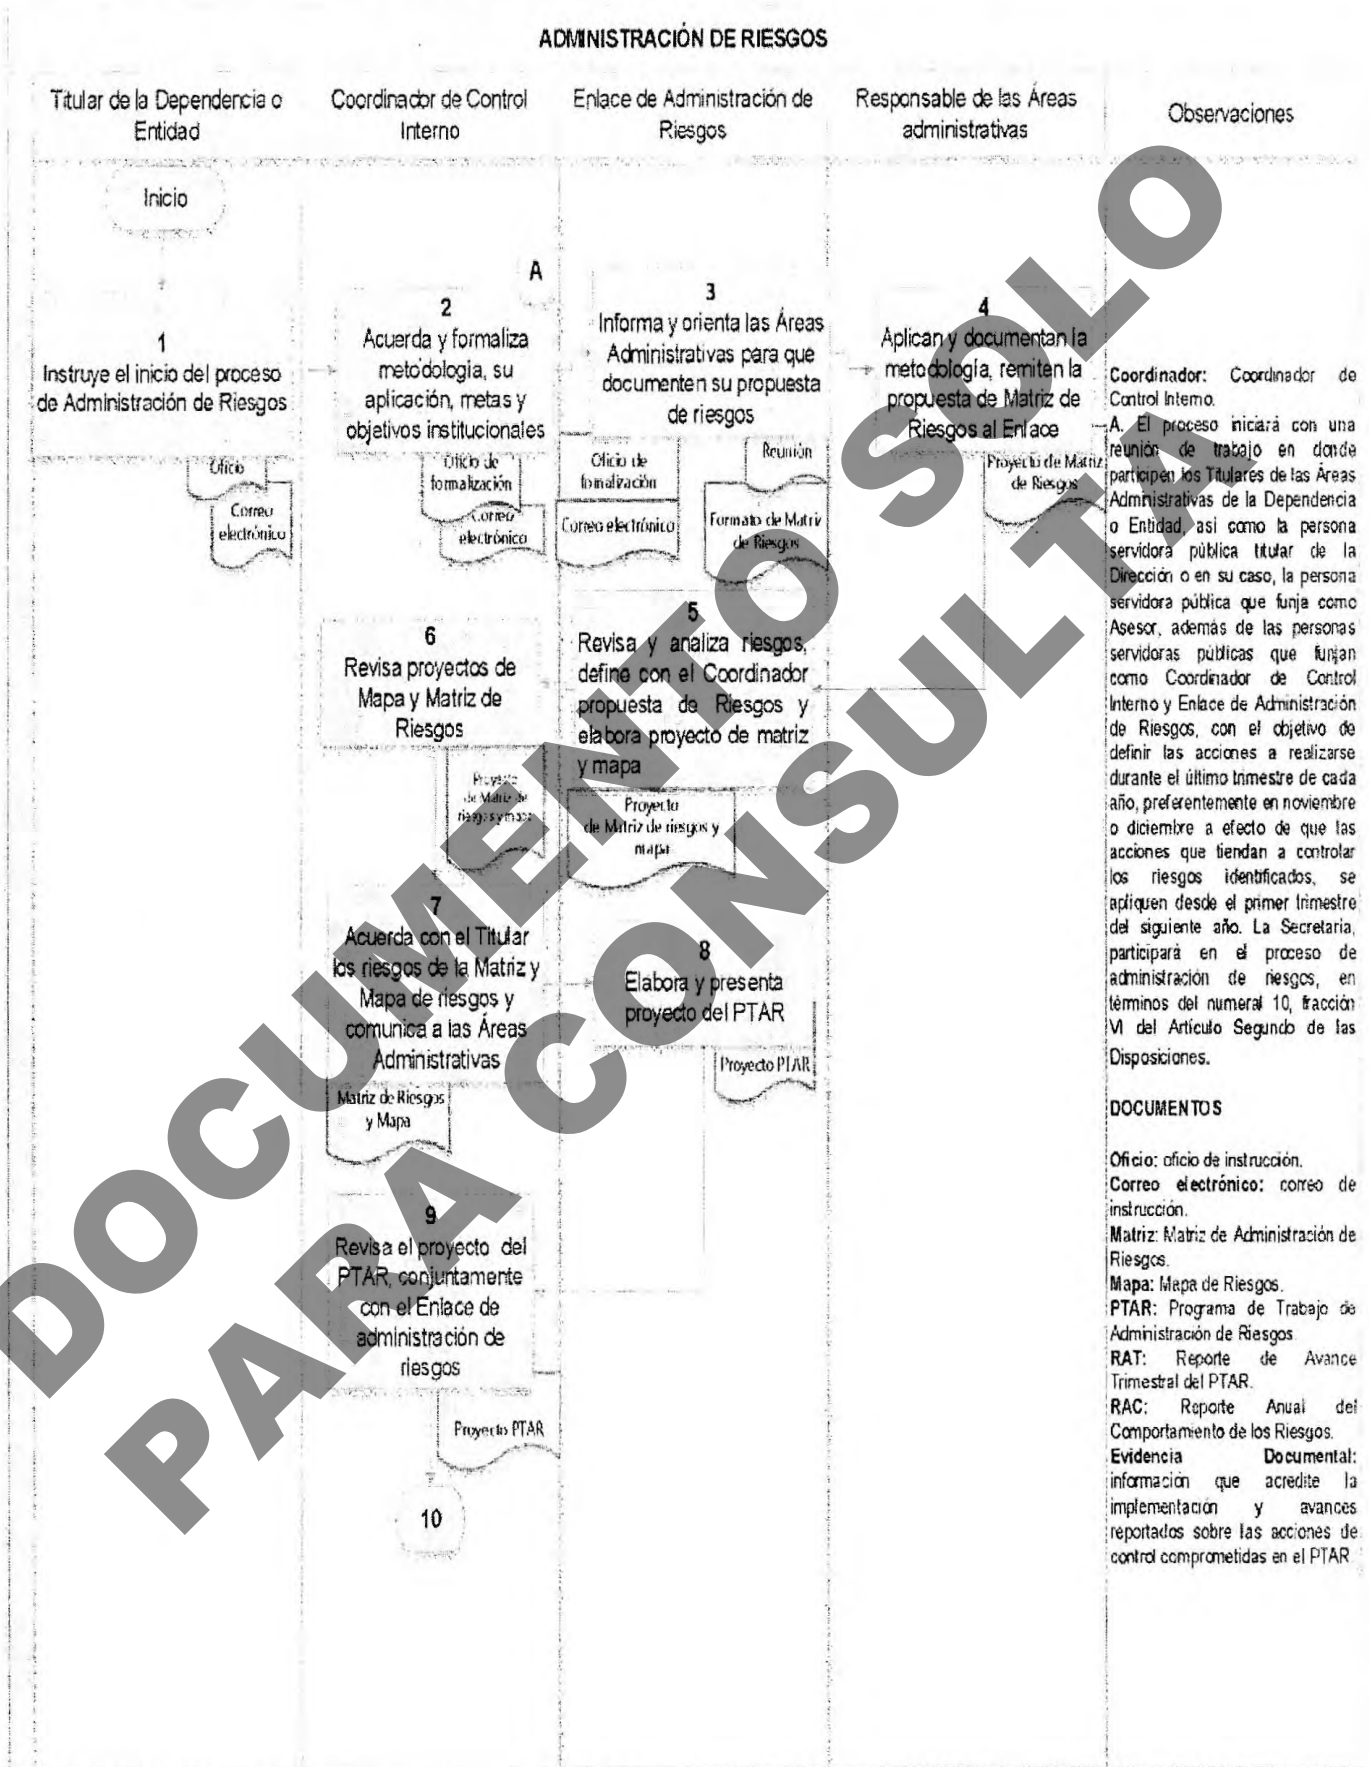 ADMINISTRACIÓN DE RIESGOS
Titular de la Dependencia o
Entidad
Coordinador de Control
Interno
Enlace de Administración de
Riesgos
Responsable de las Áreas
administrativas
Observaciones
Inicio
1
Instruye el inicio del proceso
de Administración de Riesgos
Oficio
Correo
electrónico
A
2
Acuerda y formaliza
metodología, su
aplicación, metas y
objetivos institucionales
Oficio de
formalización
Correo
electrónico
3
Informa y orienta las Áreas
Administrativas para que
documenten su propuesta
de riesgos
Oficio de
formalización
Correo electrónico
Reunión
Formato de Matriz
de Riesgos
4
Aplican y documentan la
metodología, remiten la
propuesta de Matriz de
Riesgos al Enlace
Proyecto de Matriz
de Riesgos
5
Revisa y analiza riesgos,
define con el Coordinador
propuesta de Riesgos y
elabora proyecto de matriz
y mapa
Proyecto
de Matriz de riesgos y
mapa
6
Revisa proyectos de
Mapa y Matriz de
Riesgos
Proyecto
de Matriz de
riesgos y mapa
7
Acuerda con el Titular
los riesgos de la Matriz y
Mapa de riesgos y
comunica a las Áreas
Administrativas
Matriz de Riesgos
y Mapa
8
Elabora y presenta
proyecto del PTAR
Proyecto PTAR
9
Revisa el proyecto del
PTAR, conjuntamente
con el Enlace de
administración de
riesgos
Proyecto PTAR
10
Coordinador: Coordinador de
Control Interno.
A. El proceso iniciará con una
reunión de trabajo en donde
participen los Titulares de las Áreas
Administrativas de la Dependencia
o Entidad, así como la persona
servidora pública titular de la
Dirección o en su caso, la persona
servidora pública que funja como
Asesor, además de las personas
servidoras públicas que funjan
como Coordinador de Control
Interno y Enlace de Administración
de Riesgos, con el objetivo de
definir las acciones a realizarse
durante el último trimestre de cada
año, preferentemente en noviembre
o diciembre a efecto de que las
acciones que tiendan a controlar
los riesgos identificados, se
apliquen desde el primer trimestre
del siguiente año. La Secretaria,
participará en el proceso de
administración de riesgos, en
términos del numeral 10, fracción
VI del Artículo Segundo de las
Disposiciones.
DOCUMENTOS
Oficio: oficio de instrucción.
Correo electrónico: correo de
instrucción.
Matriz: Matriz de Administración de
Riesgos.
Mapa: Mapa de Riesgos.
PTAR: Programa de Trabajo de
Administración de Riesgos
RAT: Reporte de Avance
Trimestral del PTAR.
RAC: Reporte Anual del
Comportamiento de los Riesgos.
Evidencia Documental:
información que acredite la
implementación y avances
reportados sobre las acciones de
control comprometidas en el PTAR
DOCUMENTO SOLO
PARA CONSULTA